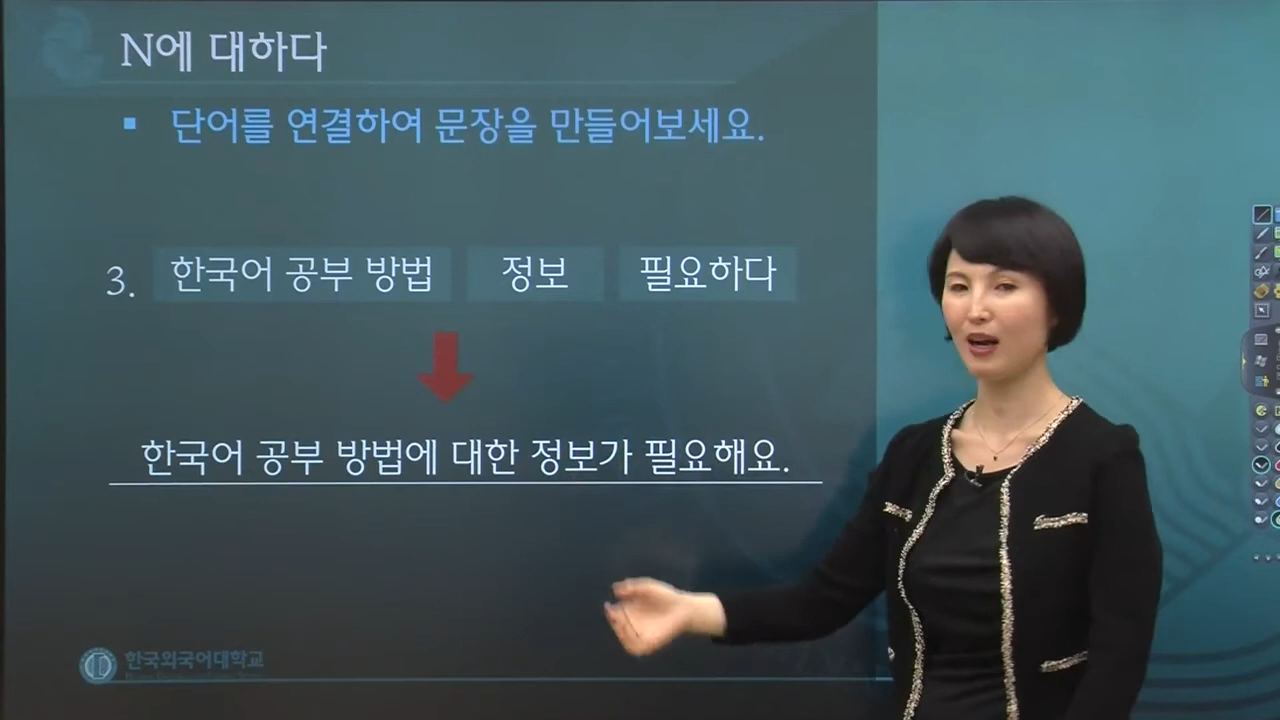 N에 대하다
▪ 단어를 연결하여 문장을 만들어보세요.
3. 한국어 공부 방법 정보 필요하다
한국어 공부 방법에 대한 정보가 필요해요.
한국외국어대학교